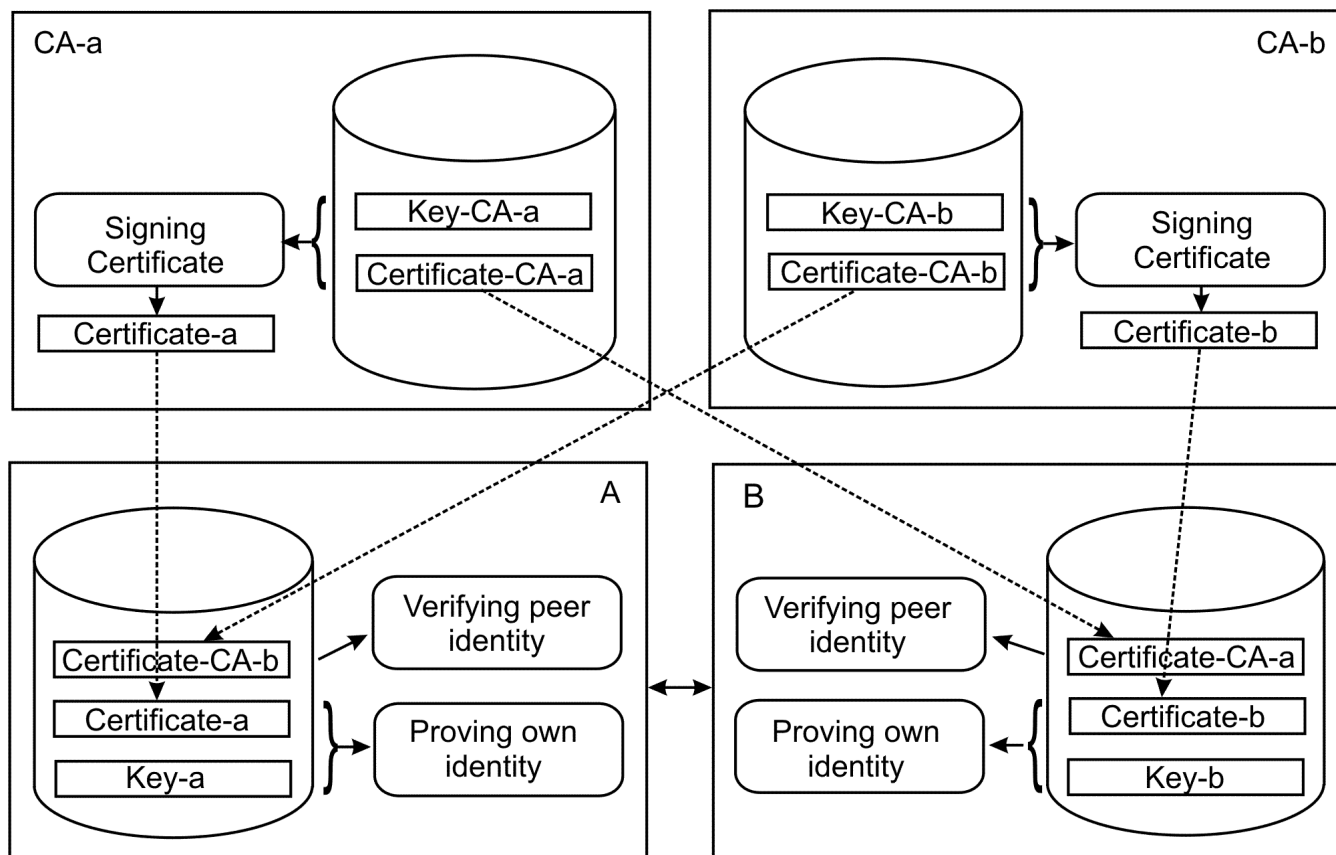 CA-a
Key-CA-a
Signing
Certificate
Certificate-CA-a
Certificate-a
CA-b
Key-CA-b
Signing
Certificate
Certificate-CA-b
Certificate-b
A
Verifying peer
identity
Certificate-CA-b
Certificate-a
Proving own
identity
Key-a
B
Verifying peer
identity
Certificate-CA-a
Certificate-b
Proving own
identity
Key-b